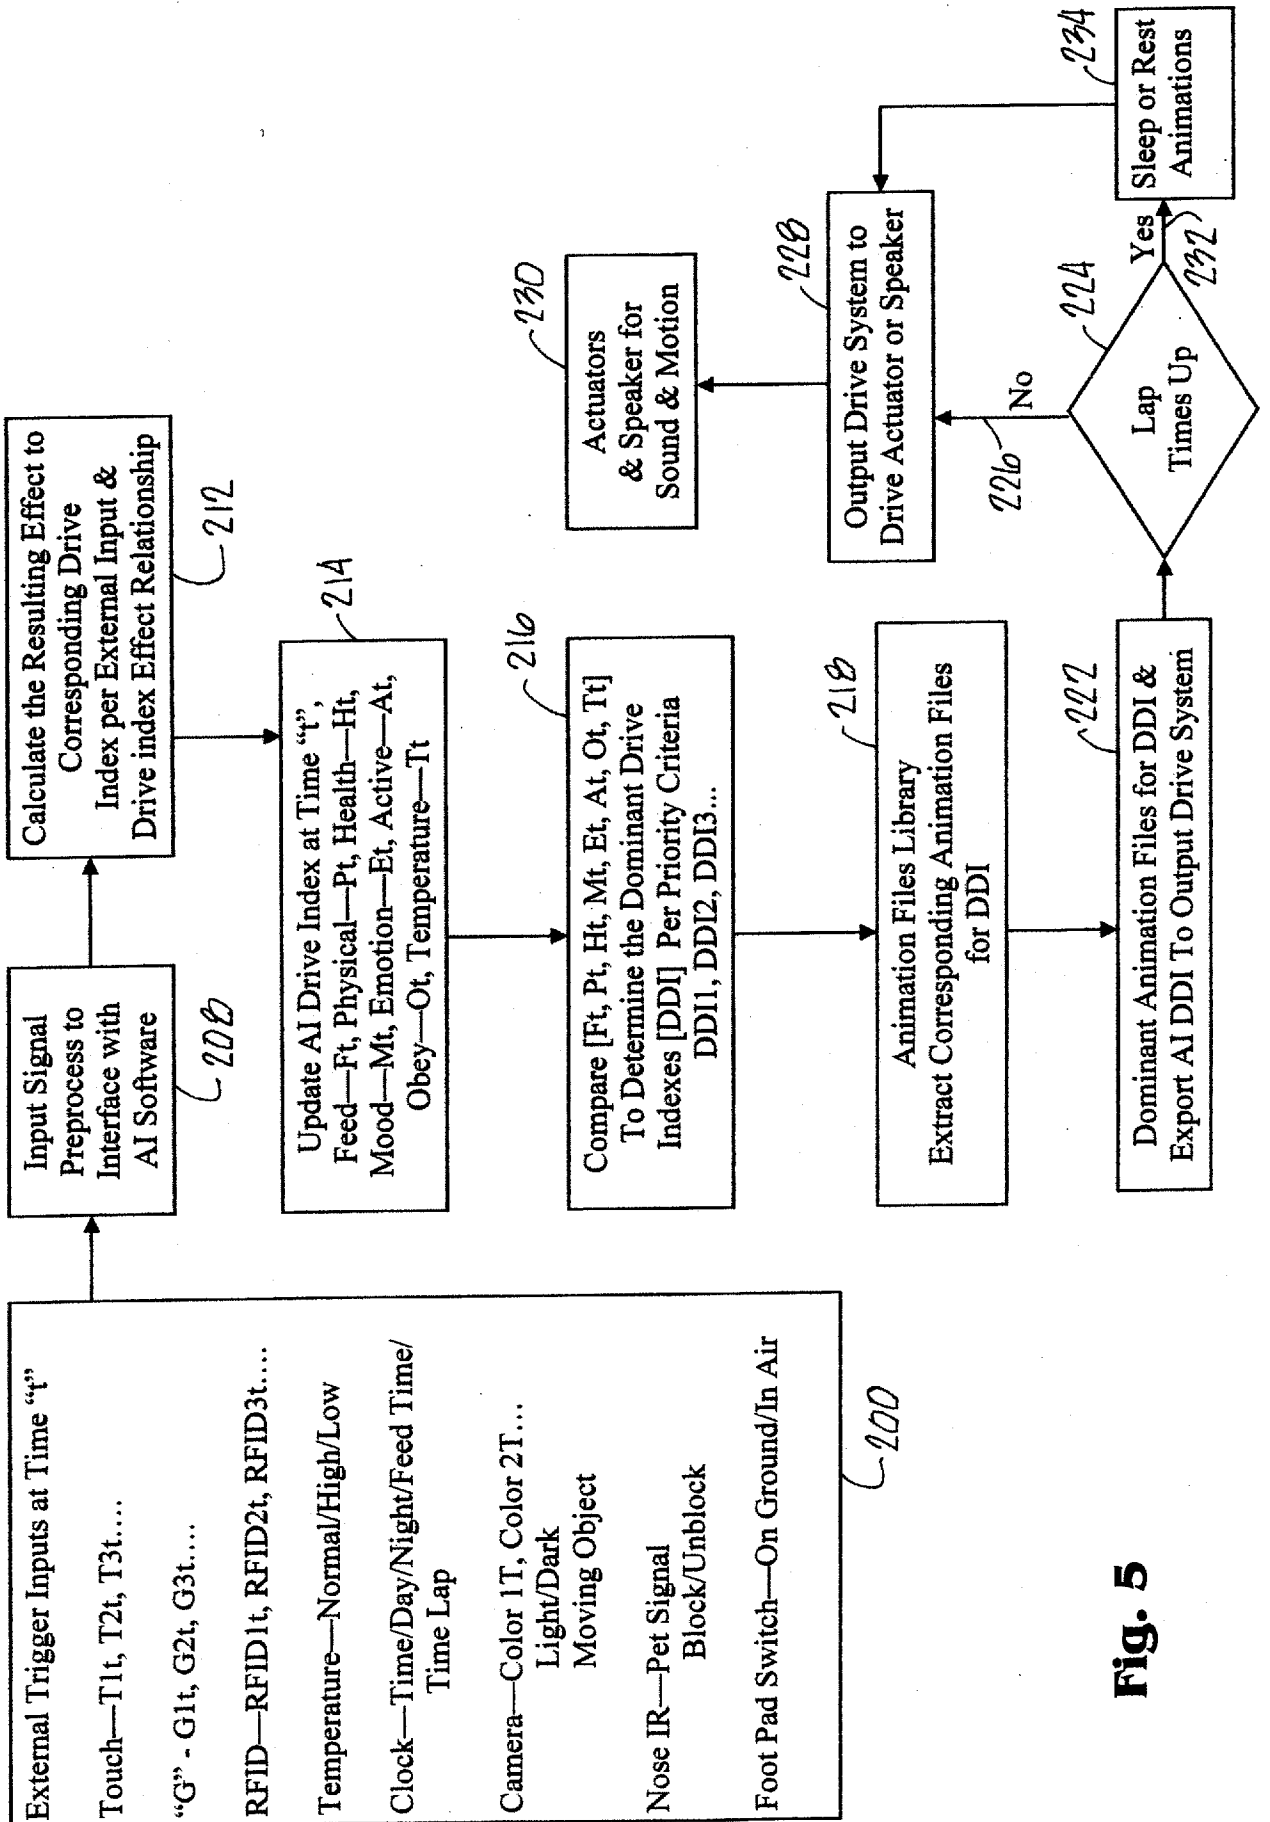 External Trigger Inputs at Time “t”
Touch—T1t, T2t, T3t....
“G” - G1t, G2t, G3t....
RFID—RFID1t, RFID2t, RFID3t....
Temperature—Normal/High/Low
Clock—Time/Day/Night/Feed Time/
Time Lap
Camera—Color 1T, Color 2T...
Light/Dark
Moving Object
Nose IR—Pet Signal
Block/Unblock
Foot Pad Switch—On Ground/In Air
200
Input Signal
Preprocess to
Interface with
AI Software
208
Calculate the Resulting Effect to
Corresponding Drive
Index per External Input &
Drive index Effect Relationship
212
Update AI Drive Index at Time “t”,
Feed—Ft, Physical—Pt, Health—Ht,
Mood—Mt, Emotion—Et, Active—At,
Obey—Ot, Temperature—Tt
214
Compare [Ft, Pt, Ht, Mt, Et, At, Ot, Tt]
To Determine the Dominant Drive
Indexes [DDI] Per Priority Criteria
DDI1, DDI2, DDI3...
216
Animation Files Library
Extract Corresponding Animation Files
for DDI
218
Dominant Animation Files for DDI &
Export AI DDI To Output Drive System
222
Lap
Times Up
224
No
226
Yes
232
Sleep or Rest
Animations
234
Output Drive System to
Drive Actuator or Speaker
228
Actuators
& Speaker for
Sound & Motion
230
Fig. 5